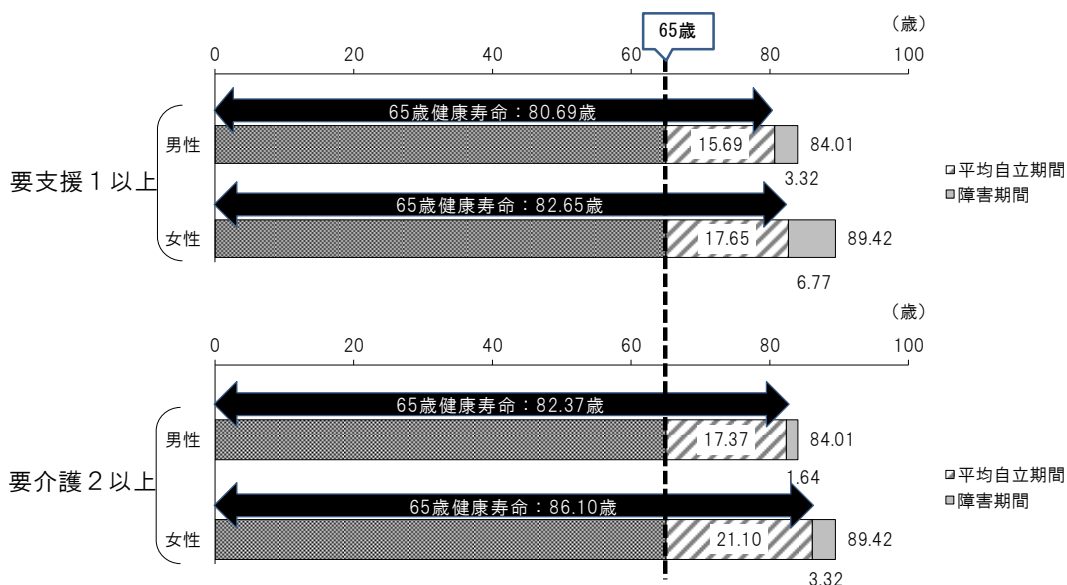 65歳
(歳)
0 20 40 60 80 100
65歳健康寿命：80.69歳
男性 15.69 84.01
3.32
要支援１以上
65歳健康寿命：82.65歳
女性 17.65 89.42
6.77
平均自立期間
障害期間
(歳)
0 20 40 60 80 100
65歳健康寿命：82.37歳
男性 17.37 84.01
1.64
要介護２以上
65歳健康寿命：86.10歳
女性 21.10 89.42
3.32
平均自立期間
障害期間